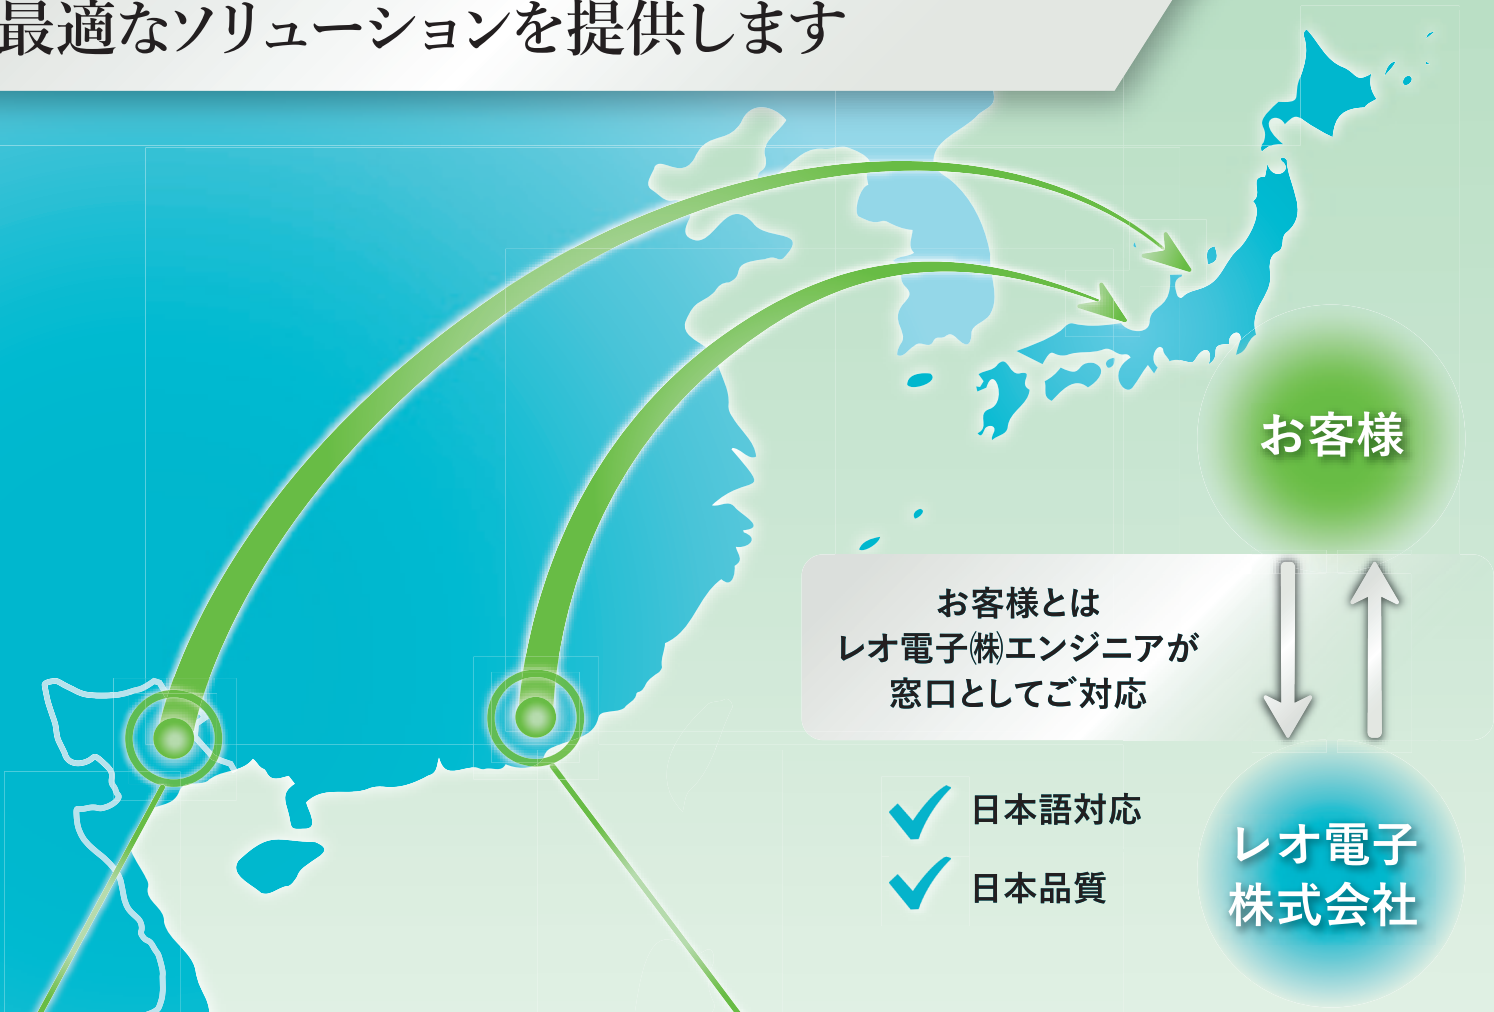 最適なソリューションを提供します
お客様
お客様とは
レオ電子㈱エンジニアが
窓口としてご対応
日本語対応
日本品質
レオ電子
株式会社